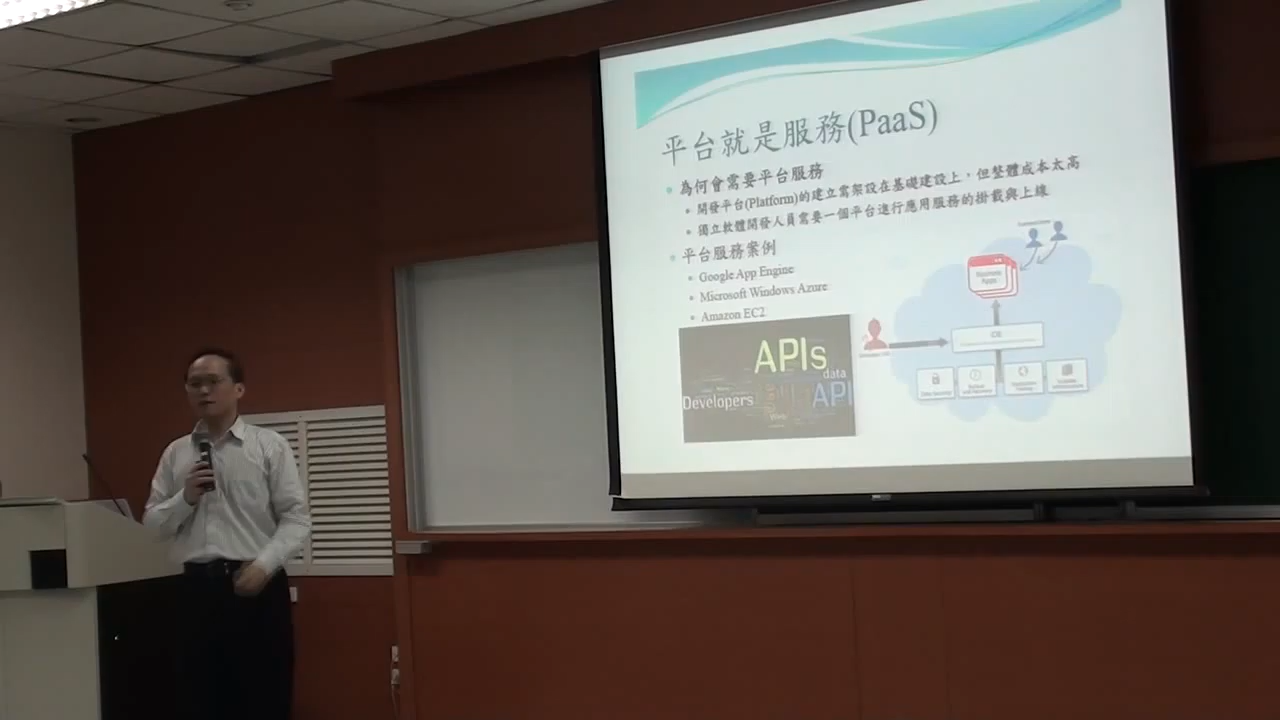 平台就是服務(PaaS)
為何會需要平台服務
開發平台(Platform)的建立需架設在基礎建設上，但整體成本太高
獨立軟體開發人員需要一個平台進行應用服務的掛載與上線
平台服務案例
Google App Engine
Microsoft Windows Azure
Amazon EC2
APIs
data
Developers
API
Web
Business
Apps